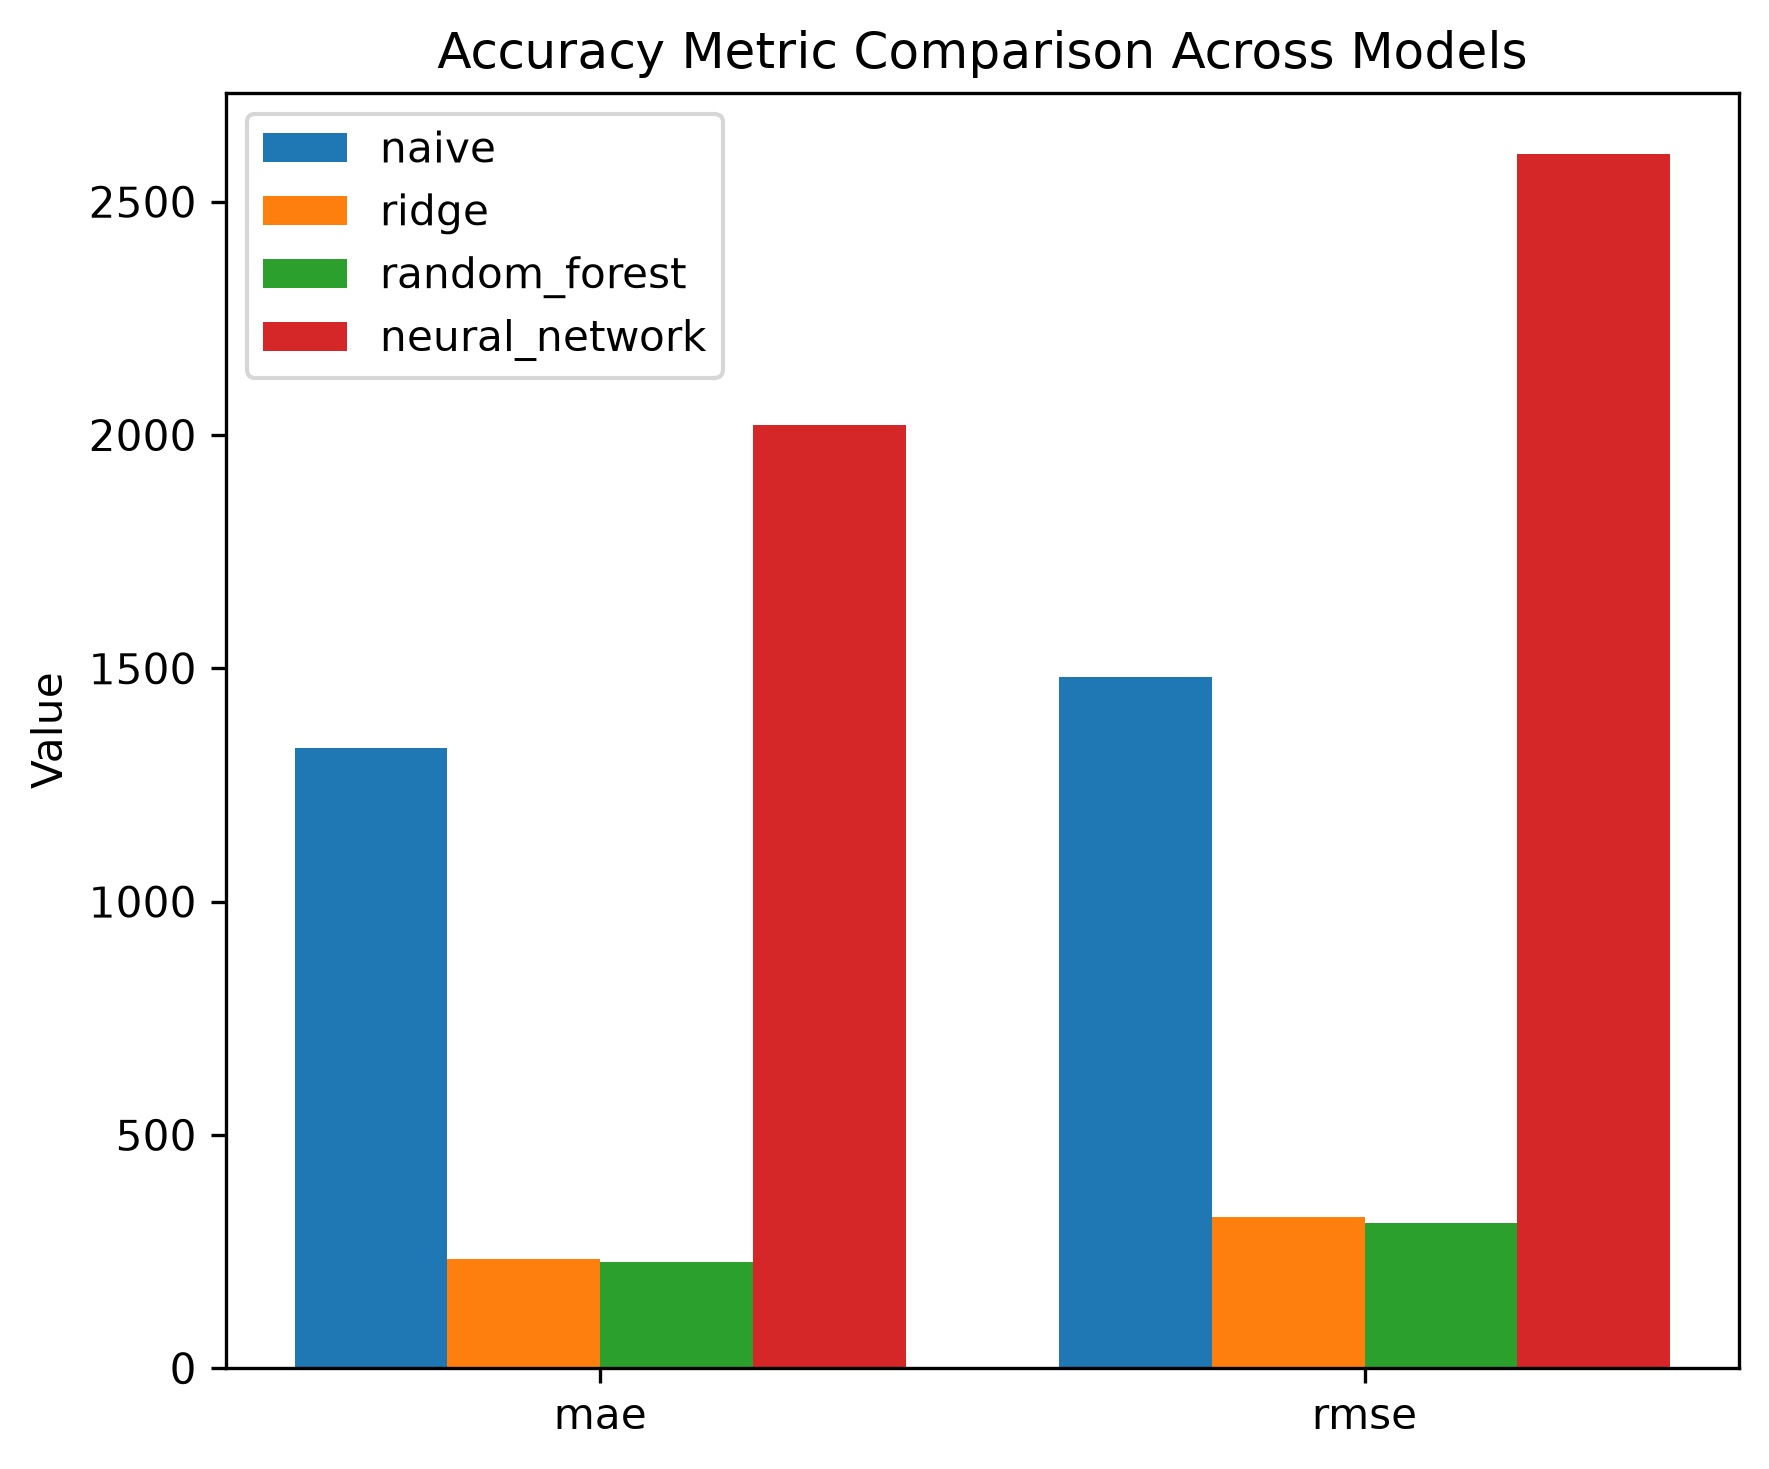 Accuracy Metric Comparison Across Models
naive
ridge
random_forest
neural_network
Value
2500
2000
1500
1000
500
0
mae
rmse